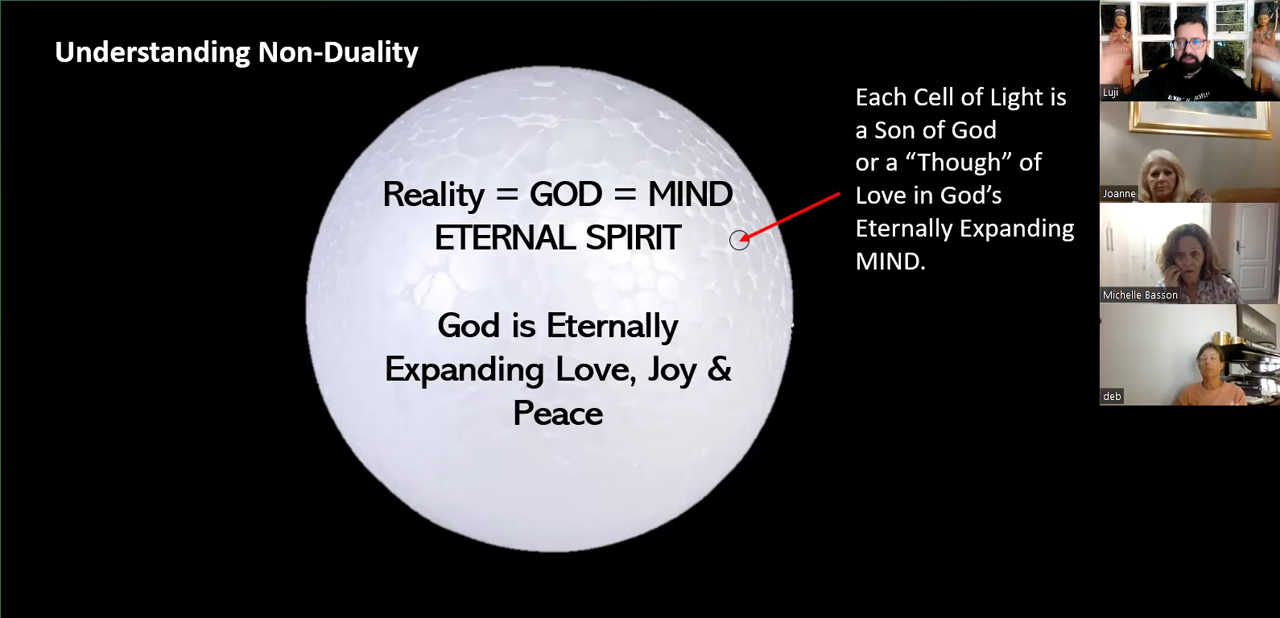 Understanding Non-Duality
Reality = GOD = MIND
ETERNAL SPIRIT
God is Eternally
Expanding Love, Joy &
Peace
Each Cell of Light is
a Son of God
or a “Though” of
Love in God’s
Eternally Expanding
MIND.
Luji
Joanne
Michelle Basson
deb